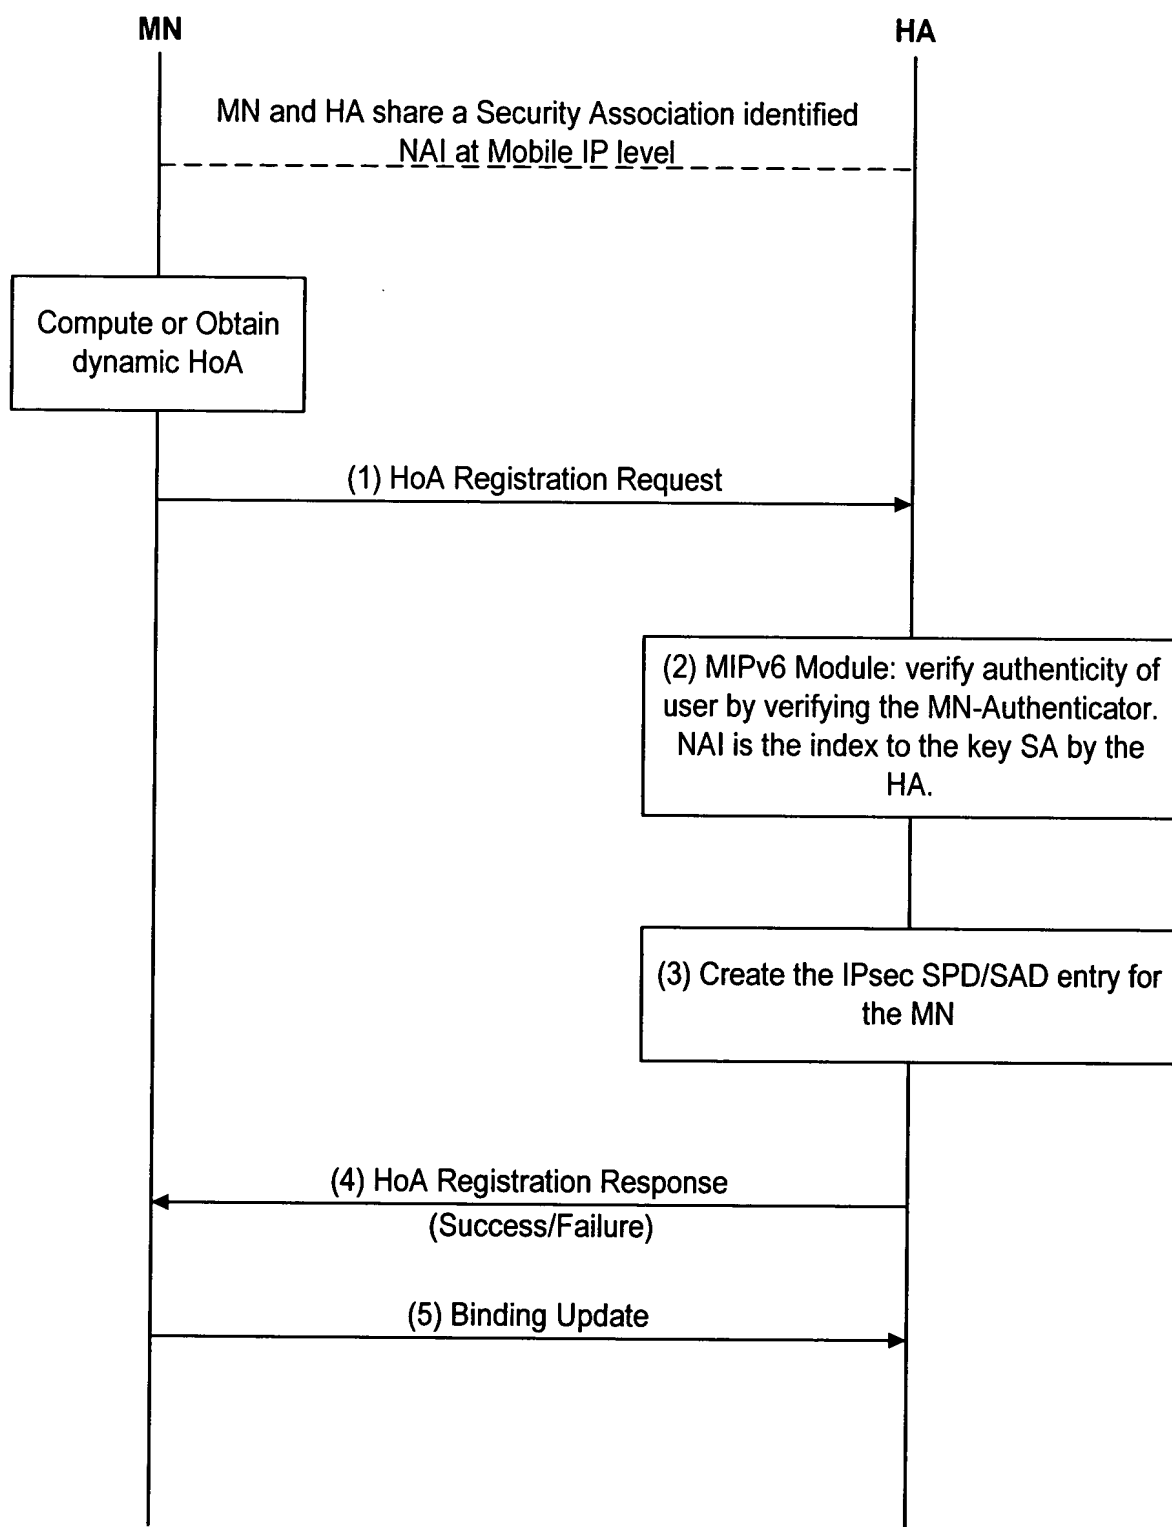 MN
HA
MN and HA share a Security Association identified
NAI at Mobile IP level
Compute or Obtain
dynamic HoA
(1) HoA Registration Request
(2) MIPv6 Module: verify authenticity of
user by verifying the MN-Authenticator.
NAI is the index to the key SA by the
HA.
(3) Create the IPsec SPD/SAD entry for
the MN
(4) HoA Registration Response
(Success/Failure)
(5) Binding Update